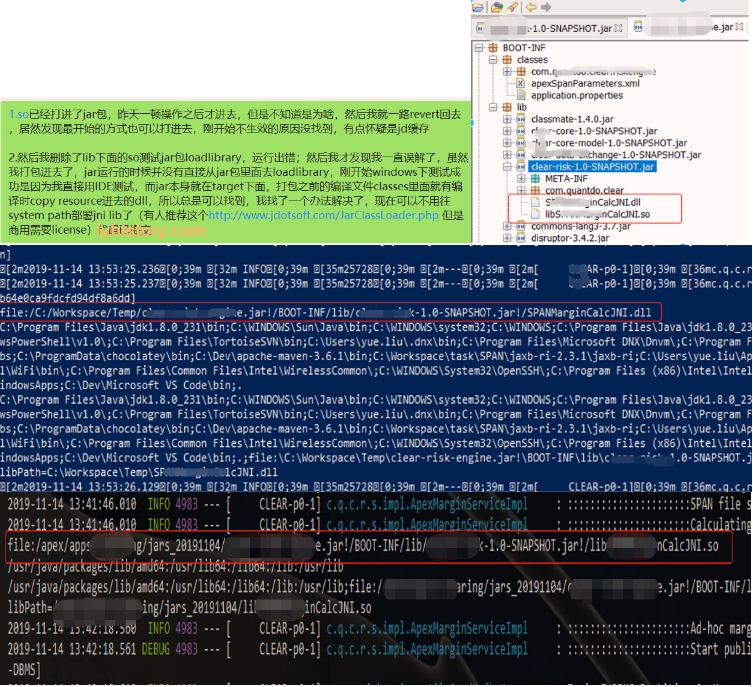 1.so已经打进了jar包，昨天一顿操作之后才进去，但是不知道是为啥，然后我就一路revert回去
，居然发现最开始的方式也可以打进去，刚开始不生效的原因没找到，有点怀疑是jd缓存
2.然后我删除了lib下面的so测试jar包loadlibrary，运行出错；然后我才发现我一直误解了，虽然
我打包进去了，jar运行的时候并没有直接从jar包里面去loadlibrary，刚开始windows下测试成
功是因为我直接用IDE测试，而jar本身就在target下面，打包之前的编译文件classes里面就有编
译时copy resource进去的dll，所以总是可以找到，我找了一个办法解决了，现在可以不用往
system path部署jni lib了（有人推荐这个http://www.jdotsoft.com/JarClassLoader.php 但是
商用需要license）
-1.0-SNAPSHOT.jar
e.jar
BOOT-INF
classes
apexSpanParameters.xml
application.properties
lib
classmate-1.4.0.jar
clear-core-1.0-SNAPSHOT.jar
clear-core-model-1.0-SNAPSHOT.jar
exchange-1.0-SNAPSHOT.jar
clear-risk-1.0-SNAPSHOT.jar
META-INF
com.quantdo.clear
SPANMarginCalcJNI.dll
libSPANMarginCalcJNI.so
commons-lang3-3.7.jar
disruptor-3.4.2.jar
n]
[2m2019-11-14 13:53:25.236 [0;39m [32m INFO [0;39m [35m25728 [0;39m [2m--- [0;39m [2m[ CLEAR-p0-1] [0;39m [36mc.q.c.r
[2m2019-11-14 13:53:25.237 [0;39m [32m INFO [0;39m [35m25728 [0;39m [2m--- [0;39m [2m[ CLEAR-p0-1] [0;39m [36mc.q.c.r
b64e0ca9fdcfd94df8a6dd]
file:/C:/Workspace/Temp/ .jar!/BOOT-INF/lib/ -1.0-SNAPSHOT.jar!/SPANMarginCalcJNI.dll
C:\Program Files\Java\jdk1.8.0_231\bin;C:\WINDOWS\Sun\Java\bin;C:\WINDOWS\system32;C:\WINDOWS;C:\Program Files\Java\jdk1.8.0_2
wsPowerShell\v1.0\;C:\Program Files\TortoiseSVN\bin;C:\Users\yue.liu\.dnx\bin;C:\Program Files\Microsoft DNX\Dnvm\;C:\Program
bs;C:\ProgramData\chocolatey\bin;C:\Dev\apache-maven-3.6.1\bin;C:\Workspace\task\SPAN\jaxb-ri-2.3.1\jaxb-ri;C:\Users\yue.liu\Ap
l\WiFi\bin\;C:\Program Files\Common Files\Intel\WirelessCommon\;C:\WINDOWS\System32\OpenSSH\;C:\Program Files (x86)\Intel\Intel
indowsApps;C:\Dev\Microsoft VS Code\bin;.
C:\Program Files\Java\jdk1.8.0_231\bin;C:\WINDOWS\Sun\Java\bin;C:\WINDOWS\system32;C:\WINDOWS;C:\Program Files\Java\jdk1.8.0_2
wsPowerShell\v1.0\;C:\Program Files\TortoiseSVN\bin;C:\Users\yue.liu\.dnx\bin;C:\Program Files\Microsoft DNX\Dnvm\;C:\Program
bs;C:\ProgramData\chocolatey\bin;C:\Dev\apache-maven-3.6.1\bin;C:\Workspace\task\SPAN\jaxb-ri-2.3.1\jaxb-ri;C:\Users\yue.liu\Ap
l\WiFi\bin\;C:\Program Files\Common Files\Intel\WirelessCommon\;C:\WINDOWS\System32\OpenSSH\;C:\Program Files (x86)\Intel\Intel
indowsApps;C:\Dev\Microsoft VS Code\bin;.;file:\C:\Workspace\Temp\clear-risk-engine.jar!\BOOT-INF\lib\ -1.0-SNAPSHOT.j
libPath=C:\Workspace\Temp\SP CalcJNI.dll
[2m2019-11-14 13:53:26.129 [0;39m [32m INFO [0;39m [35m25728 [0;39m [2m--- [0;39m [2m[ CLEAR-p0-1] [0;39m [36mc.q.c.r
2019-11-14 13:41:46.010 INFO 4983 --- [ CLEAR-p0-1] c.q.c.r.s.impl.ApexMarginServiceImpl : :::::::::::::::::::::SPAN file s
2019-11-14 13:41:46.010 INFO 4983 --- [ CLEAR-p0-1] c.q.c.r.s.impl.ApexMarginServiceImpl : :::::::::::::::::::::Calculating
file:/apex/apps ng/jars_20191104/ e.jar!/BOOT-INF/lib/ k-1.0-SNAPSHOT.jar!/lib nCalcJNI.so
/usr/java/packages/lib/amd64:/usr/lib64:/lib64:/lib:/usr/lib
/usr/java/packages/lib/amd64:/usr/lib64:/lib64:/lib:/usr/lib;file:/ aring/jars_20191104/ e.jar!/BOOT-INF/l
libPath=/ ing/jars_20191104/li inCalcJNI.so
2019-11-14 13:42:18.560 INFO 4983 --- [ CLEAR-p0-1] c.q.c.r.s.impl.ApexMarginServiceImpl : :::::::::::::::::::::Ad-hoc marg
2019-11-14 13:42:18.561 DEBUG 4983 --- [ CLEAR-p0-1] c.q.c.r.s.impl.ApexMarginServiceImpl : :::::::::::::::::::::Start publi
-DBMS]